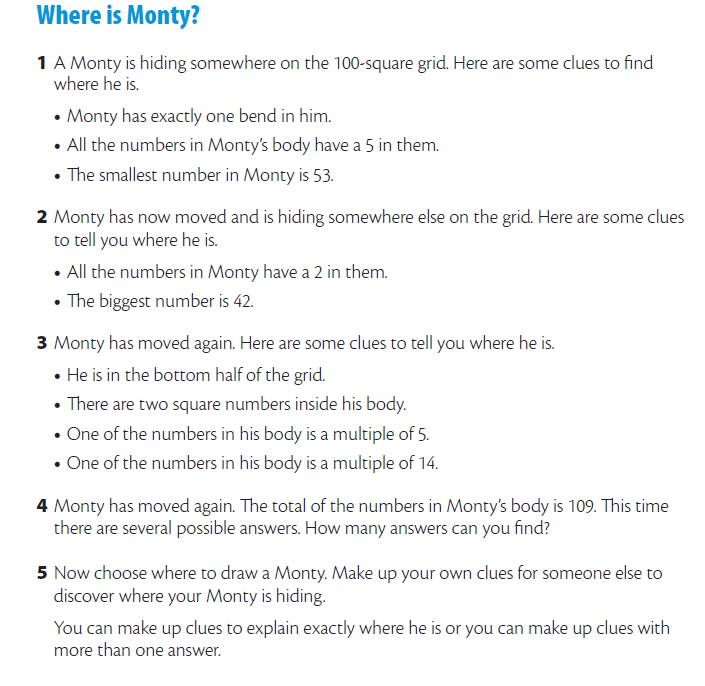 Where is Monty?
1 A Monty is hiding somewhere on the 100-square grid. Here are some clues to find
where he is.
• Monty has exactly one bend in him.
• All the numbers in Monty's body have a 5 in them.
• The smallest number in Monty is 53.
2 Monty has now moved and is hiding somewhere else on the grid. Here are some clues
to tell you where he is.
• All the numbers in Monty have a 2 in them.
• The biggest number is 42.
3 Monty has moved again. Here are some clues to tell you where he is.
• He is in the bottom half of the grid.
• There are two square numbers inside his body.
• One of the numbers in his body is a multiple of 5.
• One of the numbers in his body is a multiple of 14.
4 Monty has moved again. The total of the numbers in Monty's body is 109. This time
there are several possible answers. How many answers can you find?
5 Now choose where to draw a Monty. Make up your own clues for someone else to
discover where your Monty is hiding.
You can make up clues to explain exactly where he is or you can make up clues with
more than one answer.